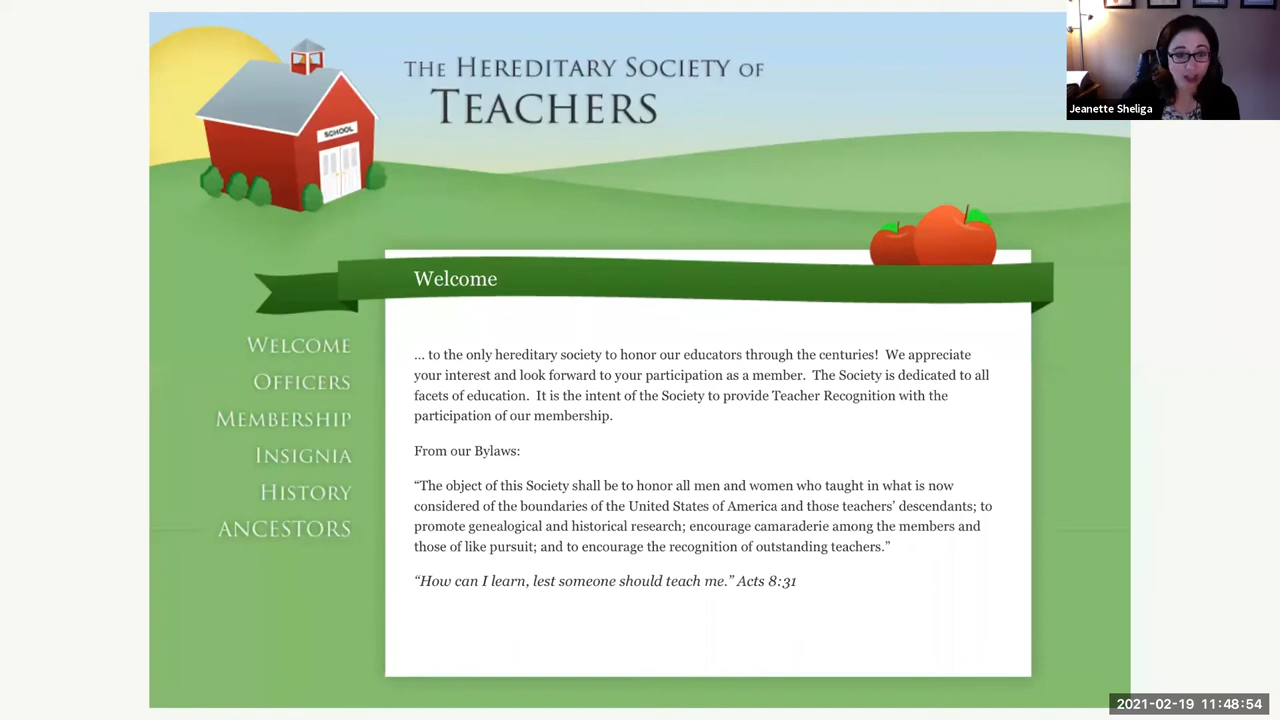 THE HEREDITARY SOCIETY OF
TEACHERS
SCHOOL
Jeanette Sheliga
Welcome
WELCOME
OFFICERS
MEMBERSHIP
INSIGNIA
HISTORY
ANCESTORS
... to the only hereditary society to honor our educators through the centuries!  We appreciate
your interest and look forward to your participation as a member.  The Society is dedicated to all
facets of education.  It is the intent of the Society to provide Teacher Recognition with the
participation of our membership.
From our Bylaws:
“The object of this Society shall be to honor all men and women who taught in what is now
considered of the boundaries of the United States of America and those teachers’ descendants; to
promote genealogical and historical research; encourage camaraderie among the members and
those of like pursuit; and to encourage the recognition of outstanding teachers.”
“How can I learn, lest someone should teach me.” Acts 8:31
2021-02-19 11:48:54